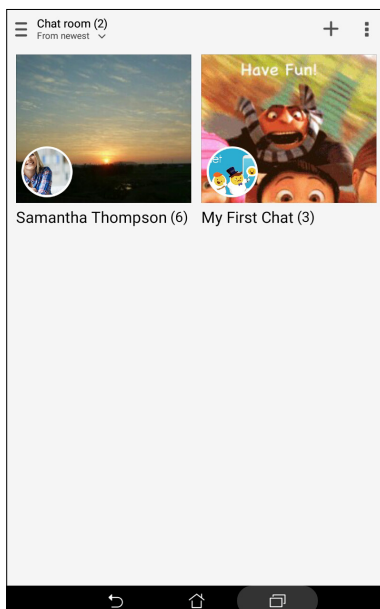 Chat room (2)
From newest
Have Fun!
Samantha Thompson (6)
My First Chat (3)